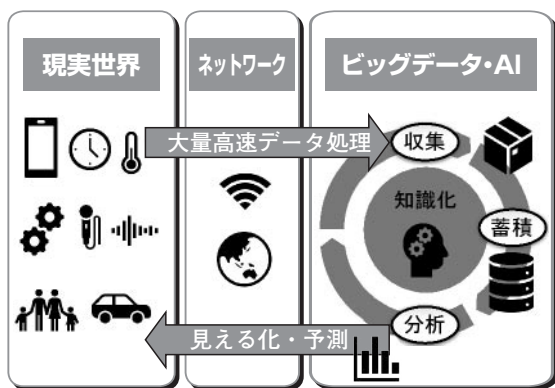 現実世界
ネットワーク
ビッグデータ・AI
大量高速データ処理
収集
知識化
蓄積
分析
見える化・予測